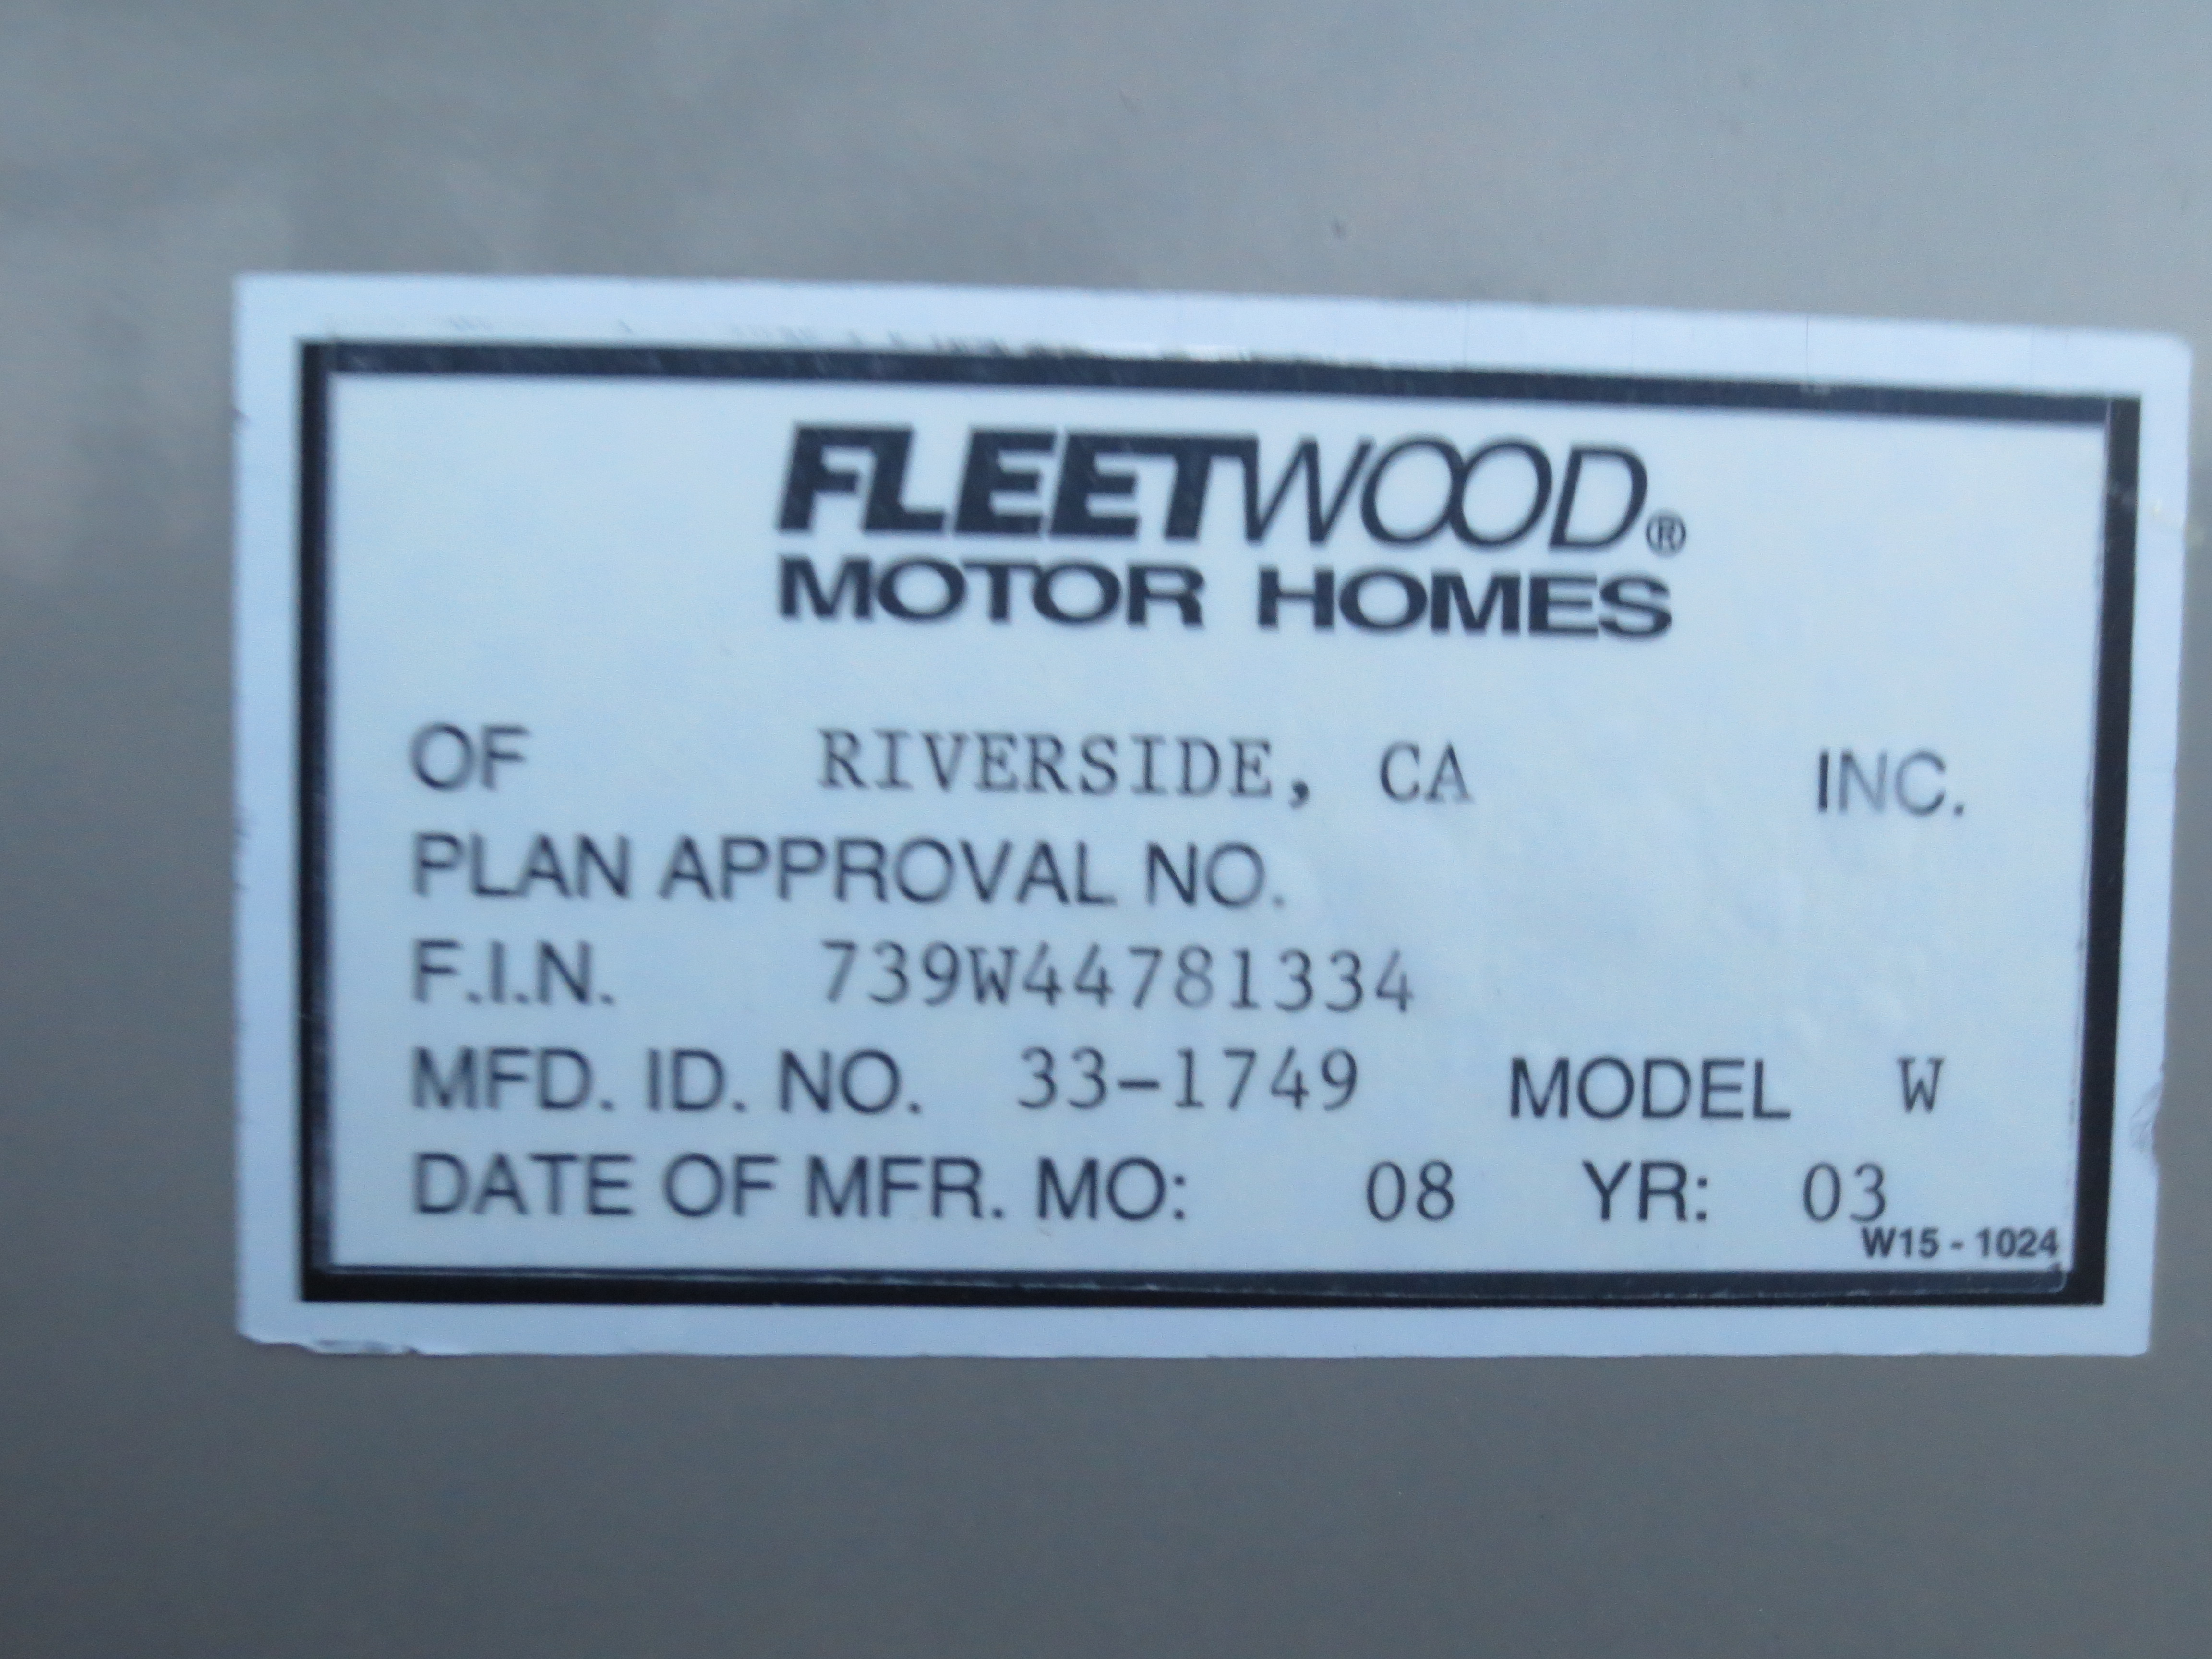 FLEETWOOD®
MOTOR HOMES
OF RIVERSIDE, CA INC.
PLAN APPROVAL NO.
F.I.N. 739W44781334
MFD. ID. NO. 33-1749 MODEL W
DATE OF MFR. MO: 08 YR: 03
W15 - 1024